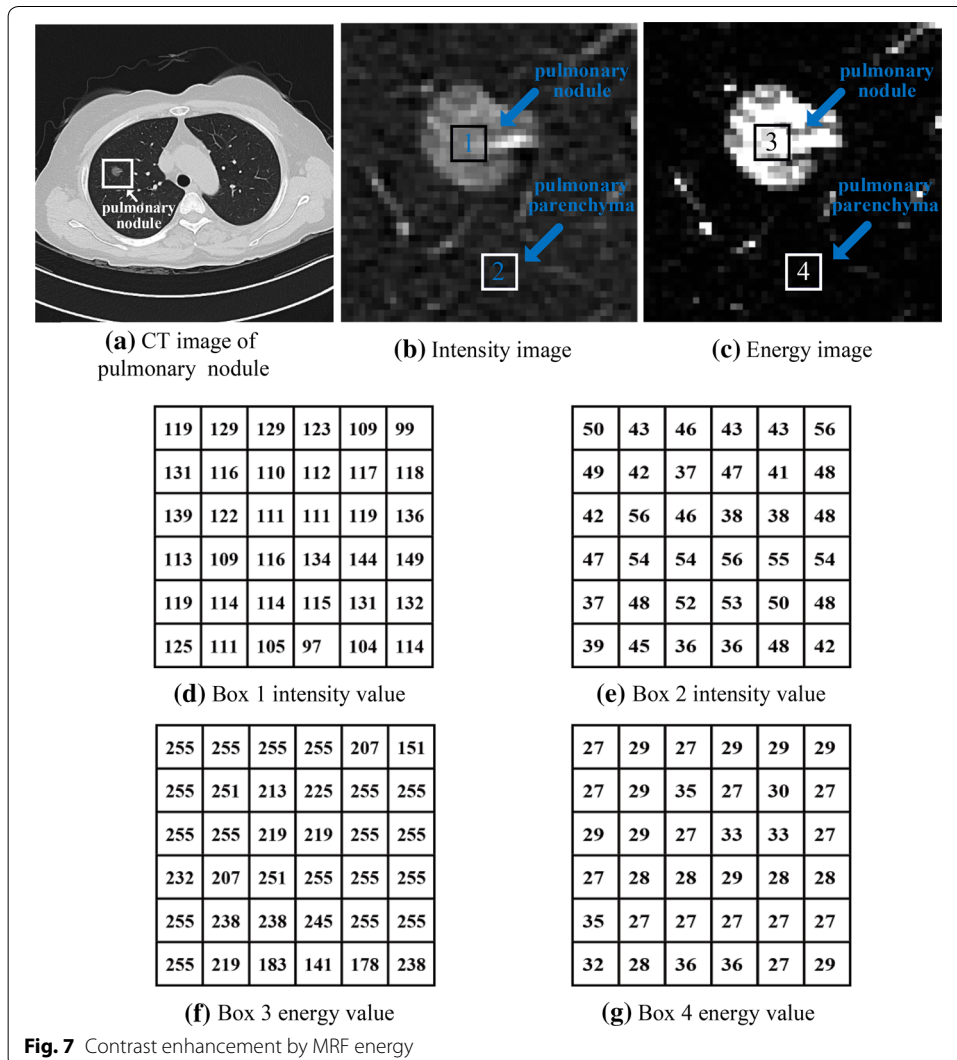 pulmonary
nodule
pulmonary
nodule
1
pulmonary
parenchyma
2
pulmonary
nodule
3
pulmonary
parenchyma
4
(a) CT image of
pulmonary nodule
(b) Intensity image
(c) Energy image
119 129 129 123 109 99
131 116 110 112 117 118
139 122 111 111 119 136
113 109 116 134 144 149
119 114 114 115 131 132
125 111 105 97 104 114
(d) Box 1 intensity value
50 43 46 43 43 56
49 42 37 47 41 48
42 56 46 38 38 48
47 54 54 56 55 54
37 48 52 53 50 48
39 45 36 36 48 42
(e) Box 2 intensity value
255 255 255 255 207 151
255 251 213 225 255 255
255 255 219 219 255 255
232 207 251 255 255 255
255 238 238 245 255 255
255 219 183 141 178 238
(f) Box 3 energy value
27 29 27 29 29 29
27 29 35 27 30 27
29 29 27 33 33 27
27 28 28 29 28 28
35 27 27 27 27 27
32 28 36 36 27 29
(g) Box 4 energy value
Fig. 7 Contrast enhancement by MRF energy